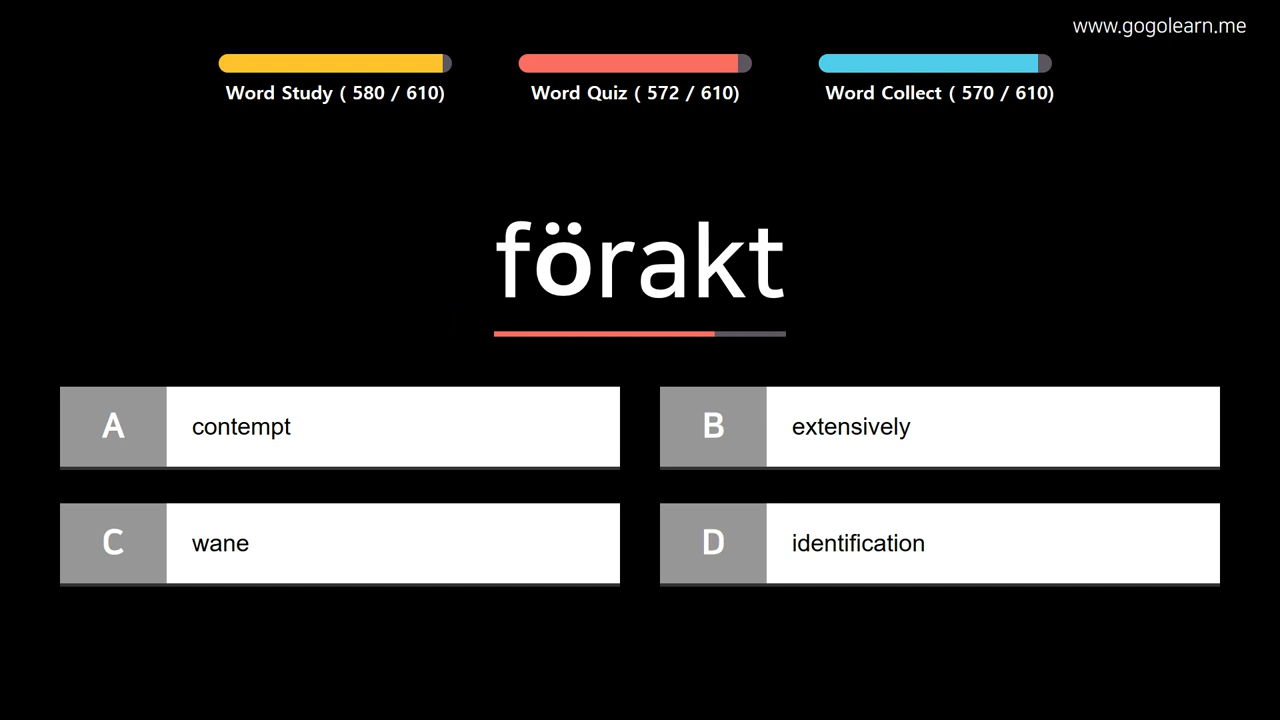 www.gogolearn.me
Word Study ( 580 / 610)
Word Quiz ( 572 / 610)
Word Collect ( 570 / 610)
förakt
A contempt
B extensively
C wane
D identification